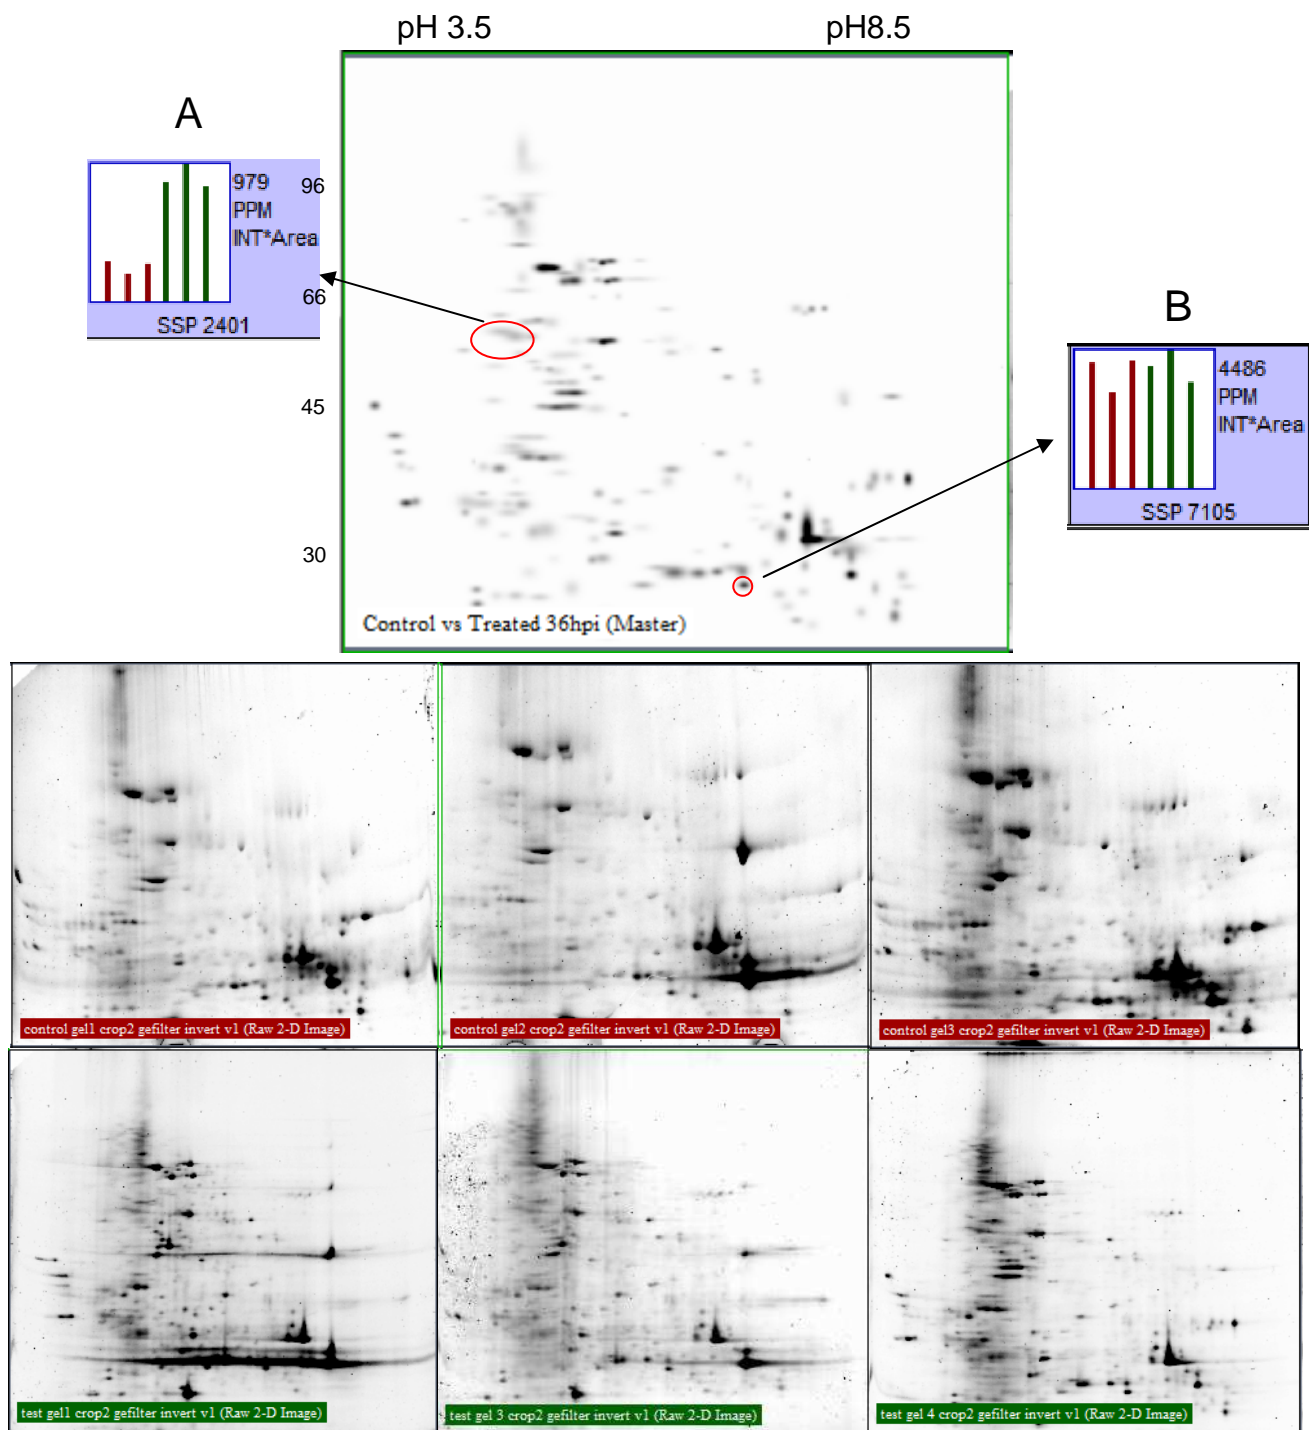 pH 3.5
pH8.5
A
979
PPM
INT*Area
SSP 2401
96
66
45
30
B
4486
PPM
INT*Area
SSP 7105
Control vs Treated 36hpi (Master)
control gel1 crop2 gefilter invert v1 (Raw 2-D Image)
control gel2 crop2 gefilter invert v1 (Raw 2-D Image)
control gel3 crop2 gefilter invert v1 (Raw 2-D Image)
test gel1 crop2 gefilter invert v1 (Raw 2-D Image)
test gel 3 crop2 gefilter invert v1 (Raw 2-D Image)
test gel 4 crop2 gefilter invert v1 (Raw 2-D Image)